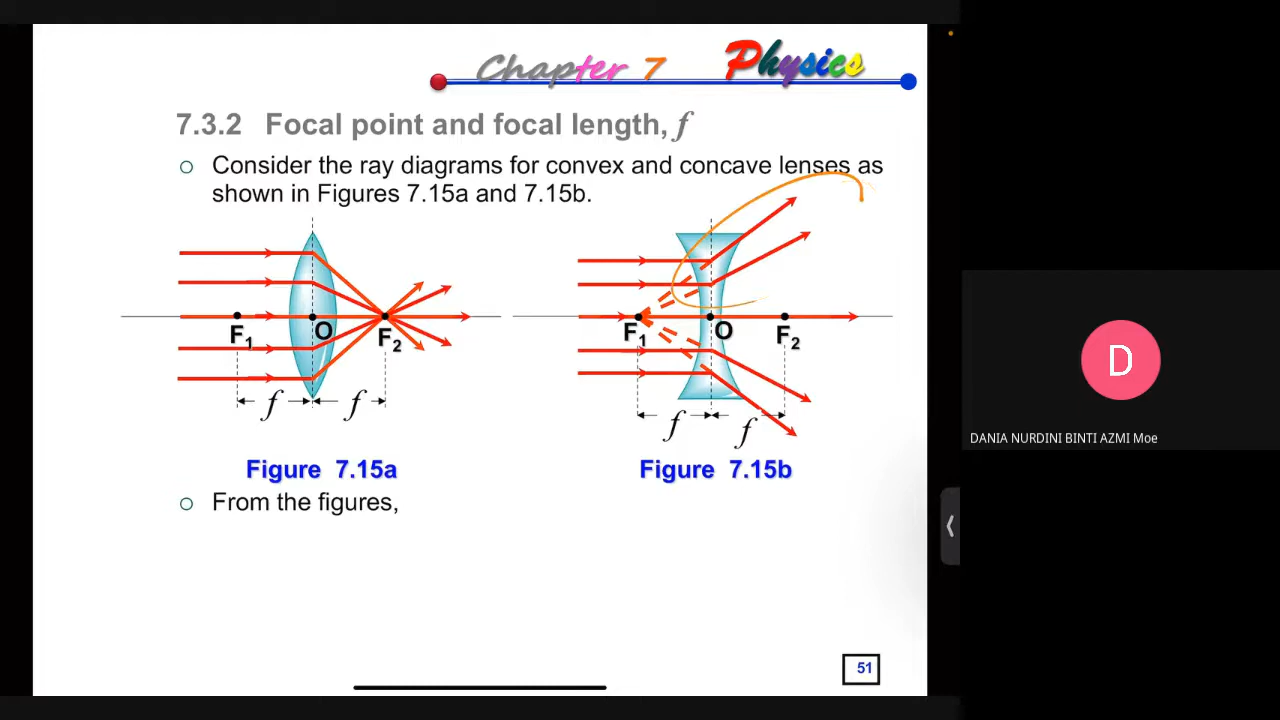 Chapter 7 Physics
7.3.2 Focal point and focal length, f
Consider the ray diagrams for convex and concave lenses as
shown in Figures 7.15a and 7.15b.
F1 O F2
f f
Figure 7.15a
F1 O F2
f f
Figure 7.15b
From the figures,
51
D
DANIA NURDINI BINTI AZMI Moe